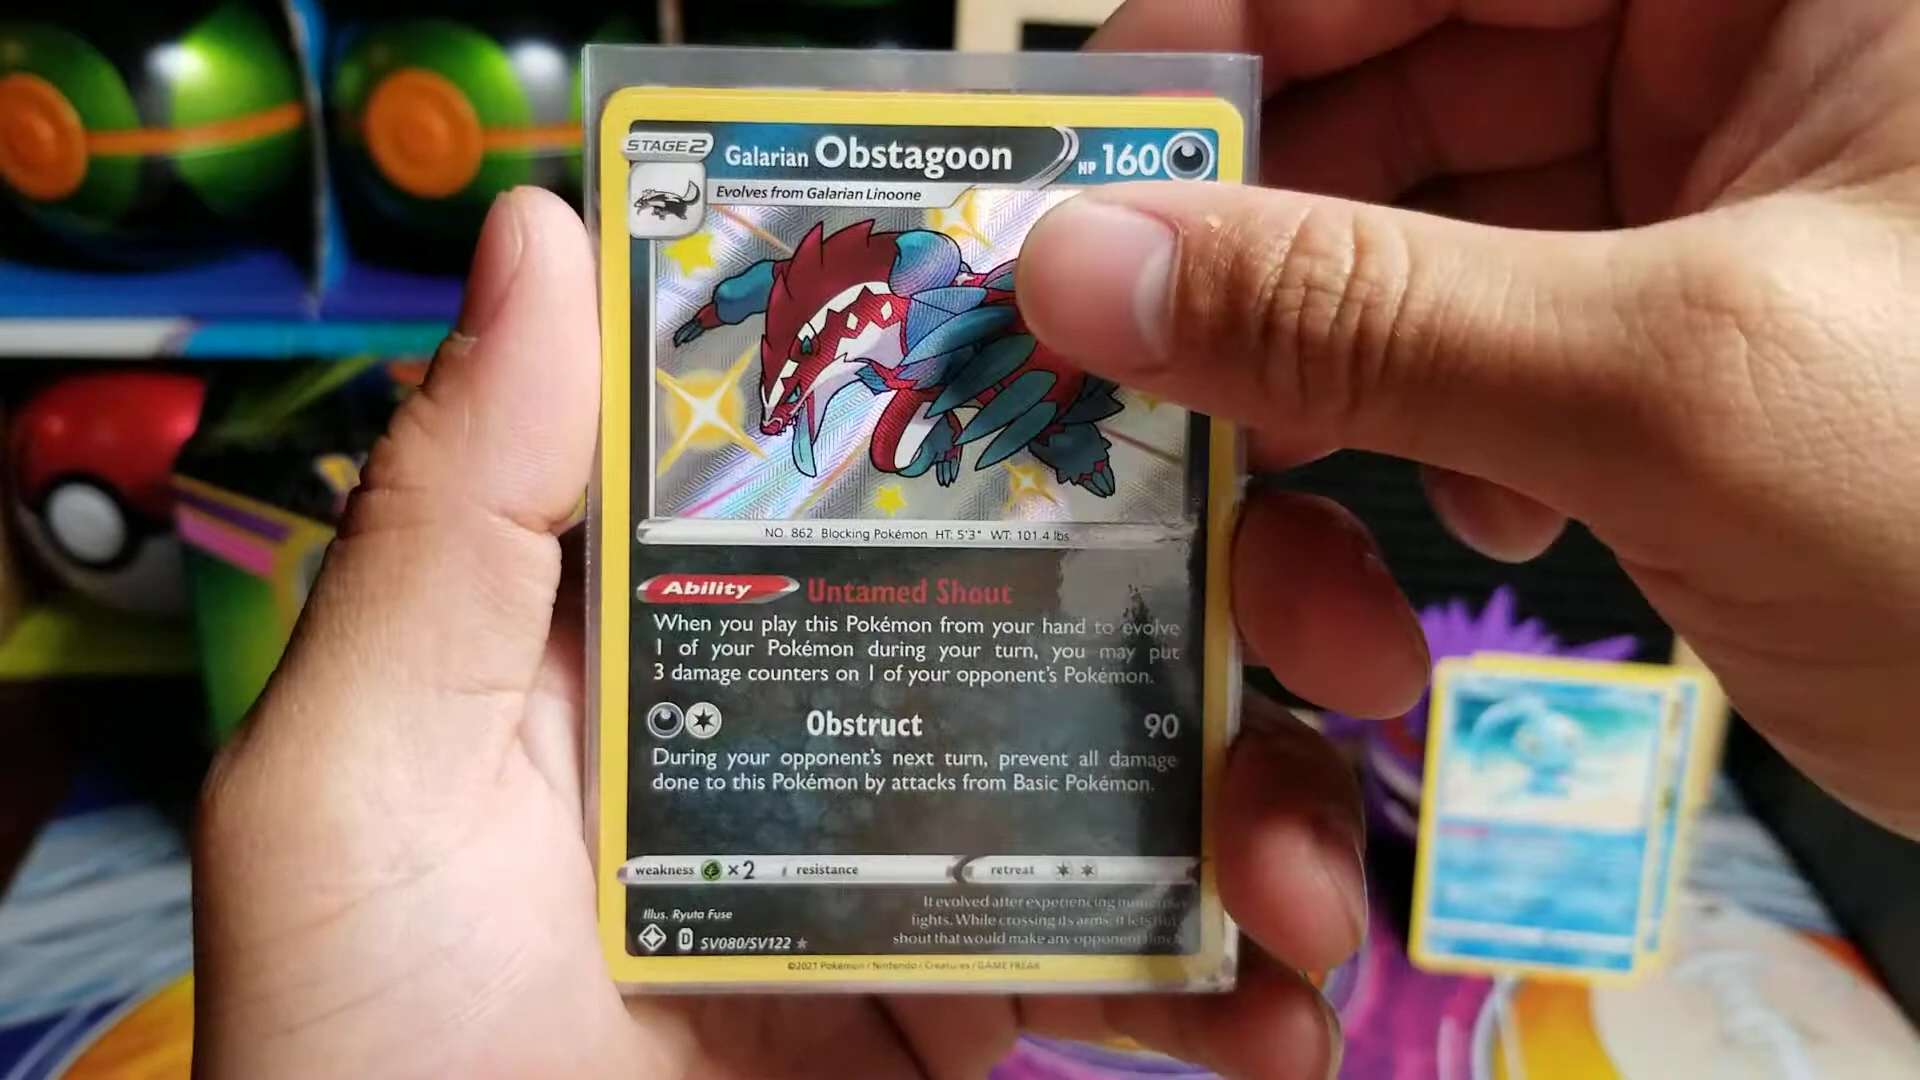 STAGE2 Galarian Obstagoon HP 160
Evolves from Galarian Linoone
NO. 862 Blocking Pokémon HT: 5'3" WT: 101.4 lbs
Ability Untamed Shout
When you play this Pokémon from your hand to evolve
1 of your Pokémon during your turn, you may put
3 damage counters on 1 of your opponent's Pokémon.
Obstruct 90
During your opponent's next turn, prevent all damage
done to this Pokémon by attacks from Basic Pokémon.
weakness ×2 resistance retreat
Illus. Ryuta Fuse
It evolved after experiencing numerous
fights. While crossing its arms, it lets out a
shout that would make any opponent flinch.
D SV080/SV122
©2021 Pokémon / Nintendo / Creatures / GAME FREAK